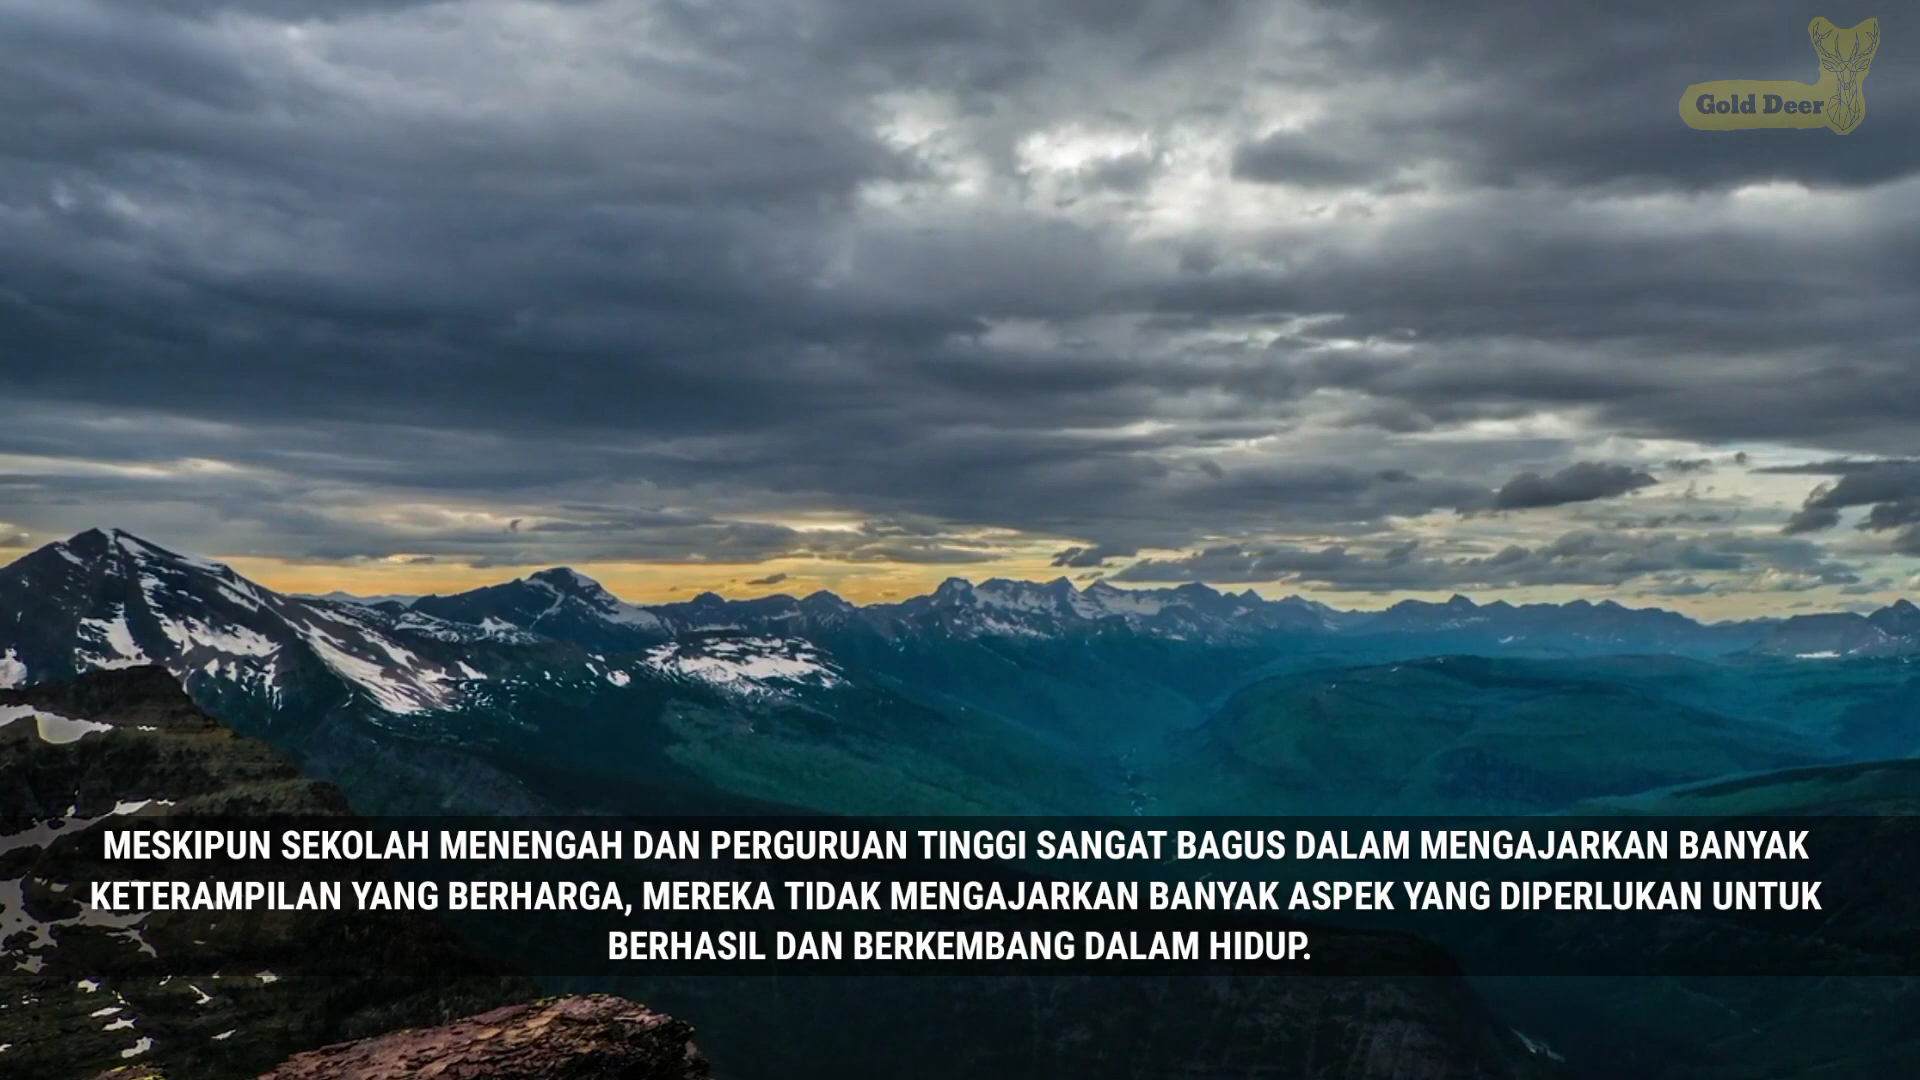 Gold Deer
MESKIPUN SEKOLAH MENENGAH DAN PERGURUAN TINGGI SANGAT BAGUS DALAM MENGAJARKAN BANYAK
KETERAMPILAN YANG BERHARGA, MEREKA TIDAK MENGAJARKAN BANYAK ASPEK YANG DIPERLUKAN UNTUK
BERHASIL DAN BERKEMBANG DALAM HIDUP.